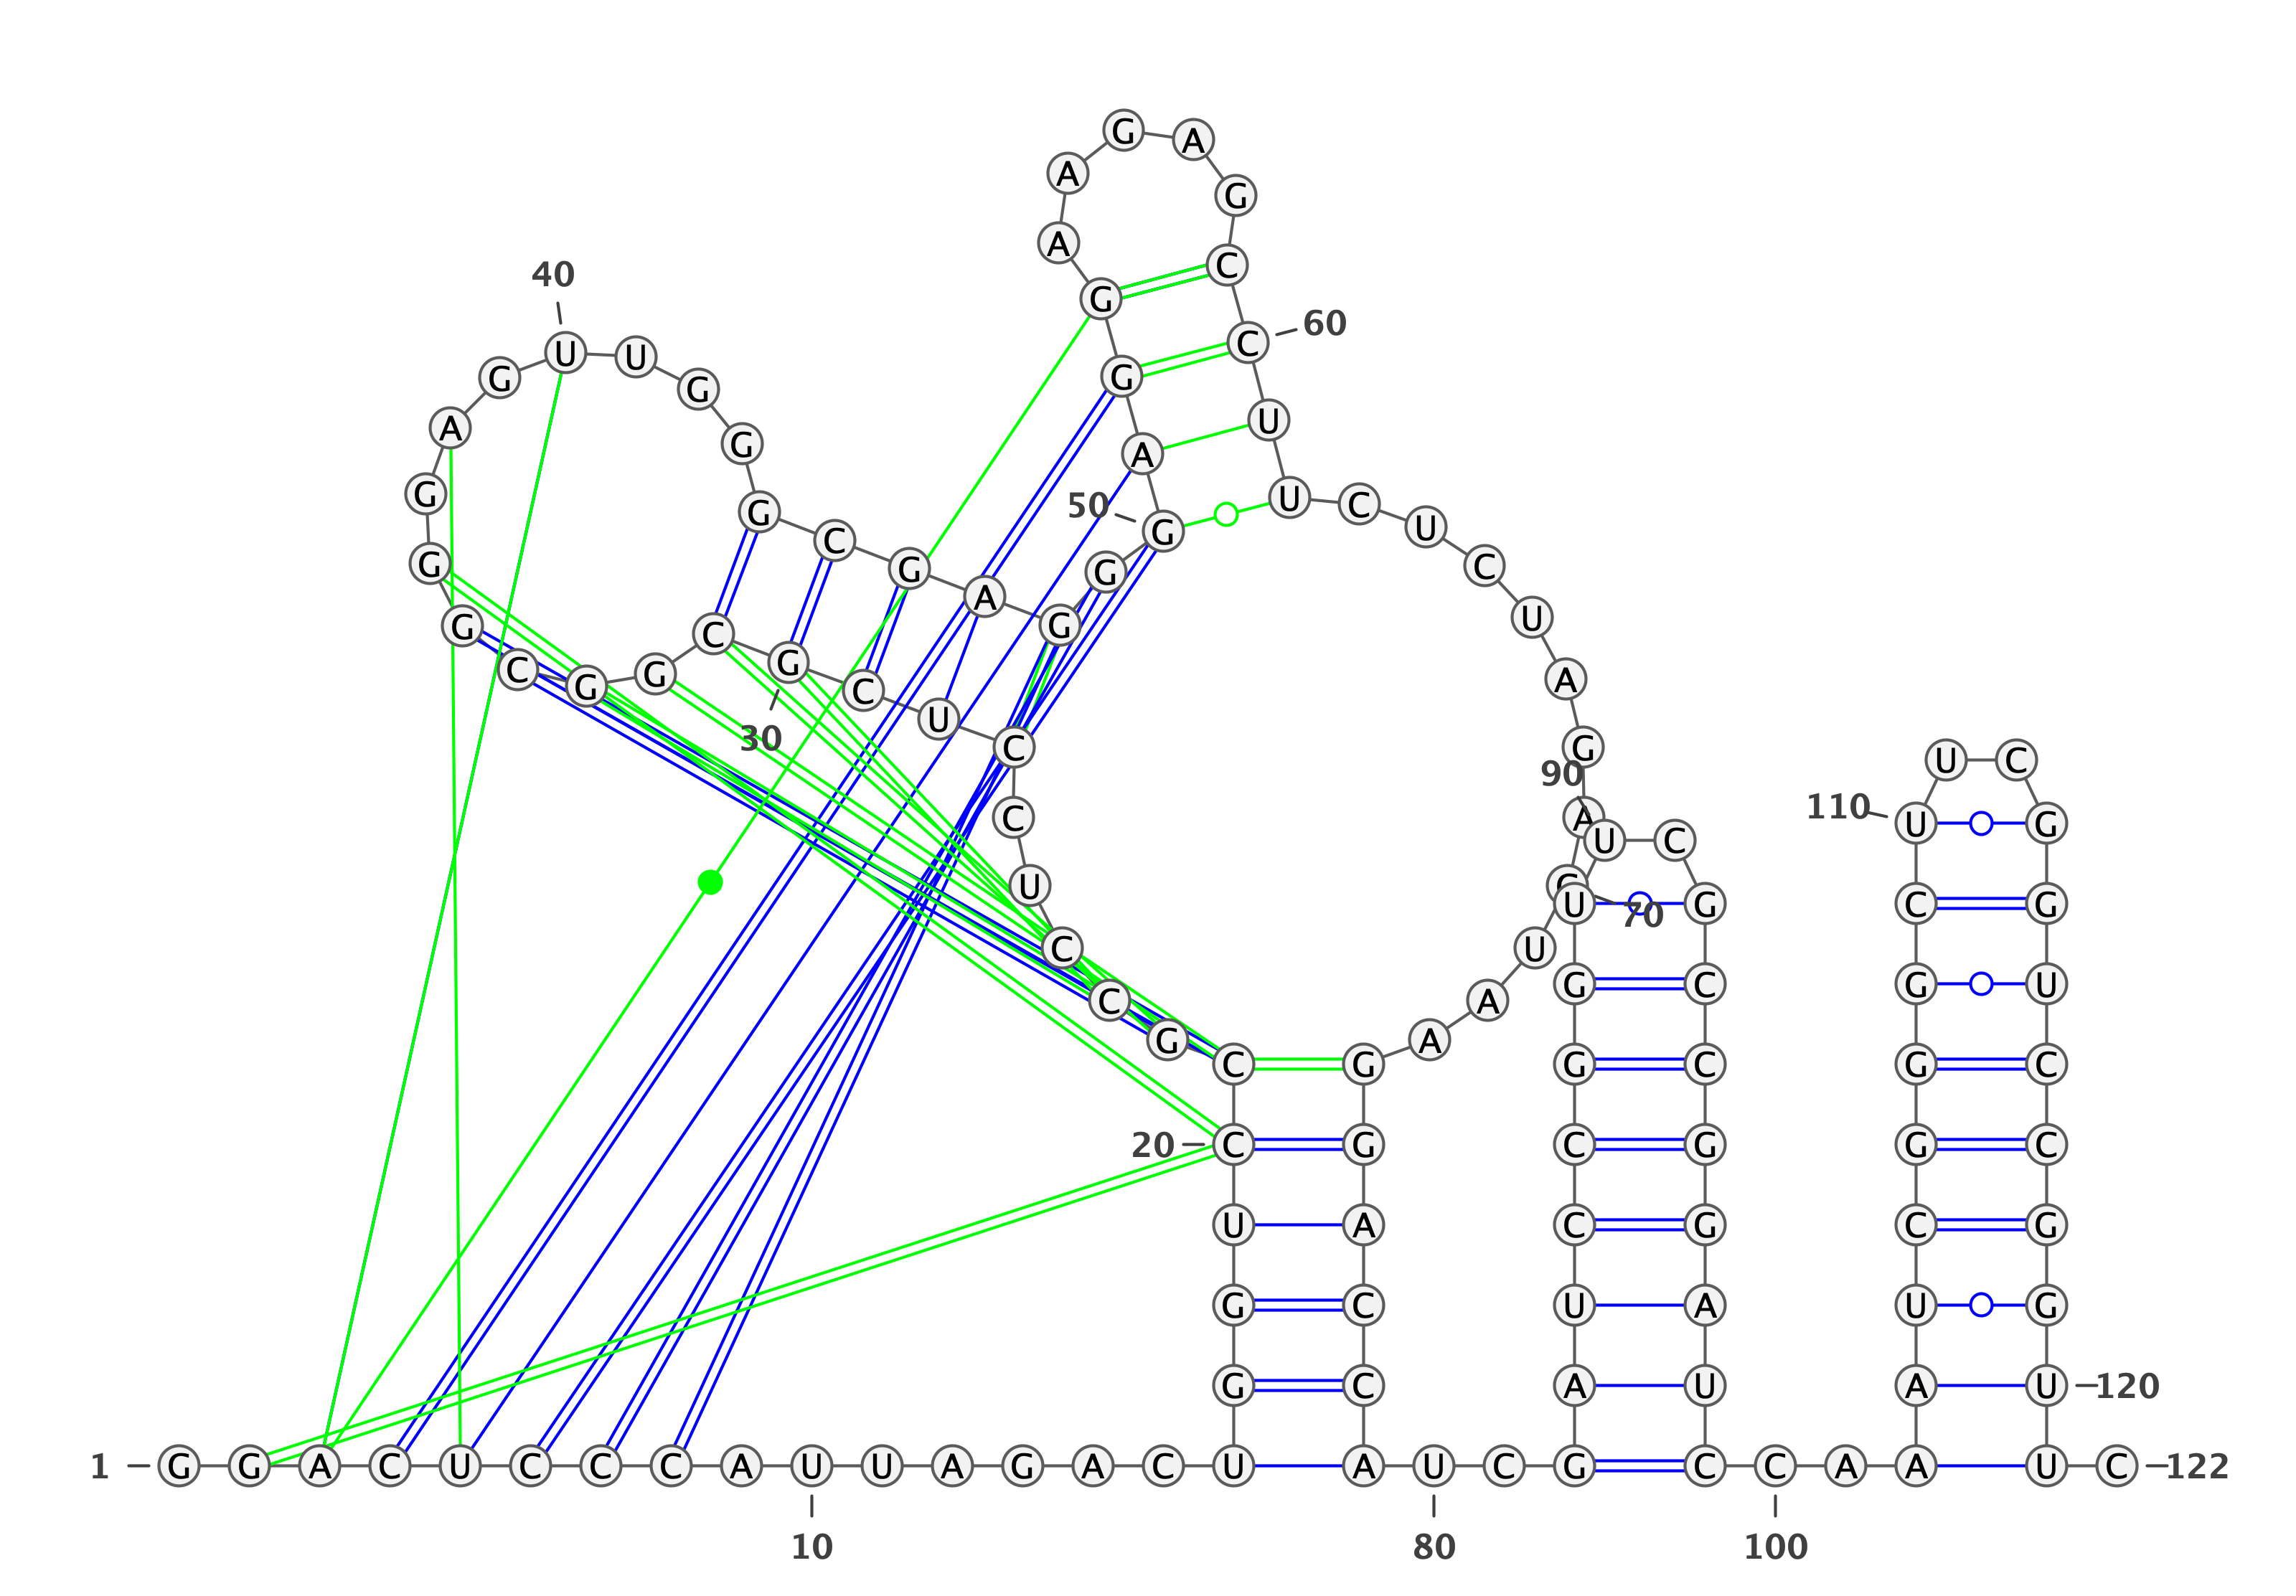 G A
A G
A C
40
G 60
U U C
G G G
A G U
A
G 50 U C
G C G U
G G G C
A
G G U
C G C A
G G C U
30 C G
90
U C
110 U C G
C A U C
U G
U C G C G
70
C U
G G G C U
C A
G A
C G G C G C
20 C G C G G G
U A C G C G
G C U A U G
G C A U A U 120
1 G G A C U C C C A U U A G A C U A U C G C C A A U C 122
10 80 100